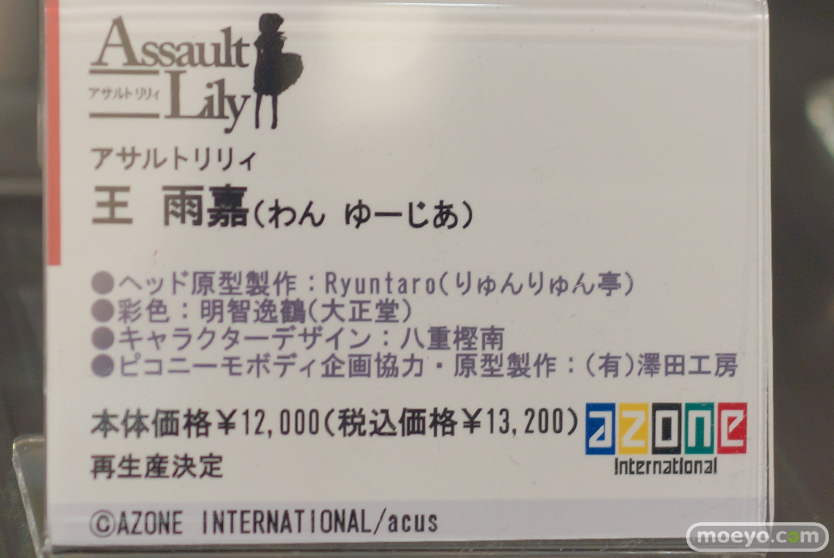 Assault
アサルトリリィ Lily
アサルトリリィ
王 雨嘉(わん ゆーじあ)
●ヘッド原型製作：Ryuntaro(りゅんりゅん亭)
●彩色：明智逸鶴(大正堂)
●キャラクターデザイン：八重樫南
●ピコニーモボディ企画協力・原型製作：(有)澤田工房
本体価格¥12,000(税込価格¥13,200)
再生産決定
azone
International
©AZONE INTERNATIONAL/acus
moeyo.com